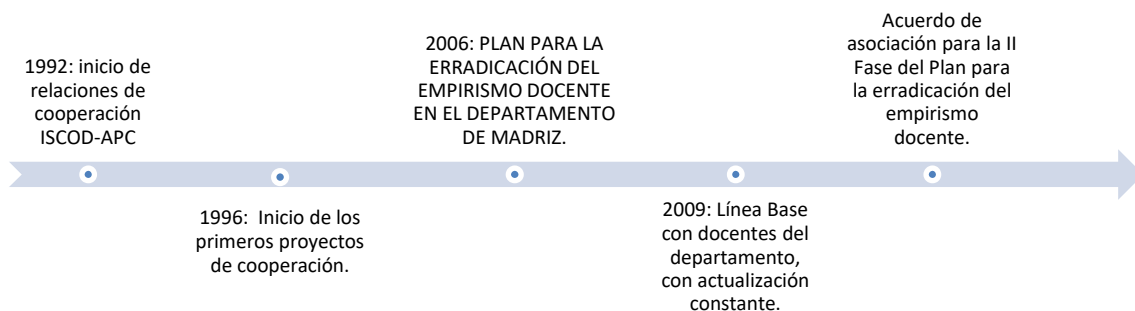 1992: inicio de
relaciones de
cooperación
ISCOD-APC
1996:  Inicio de los
primeros proyectos
de cooperación.
2006: PLAN PARA LA
ERRADICACIÓN DEL
EMPIRISMO DOCENTE
EN EL DEPARTAMENTO
DE MADRIZ.
2009: Línea Base
con docentes del
departamento,
con actualización
constante.
Acuerdo de
asociación para la II
Fase del Plan para
la erradicación del
empirismo
docente.